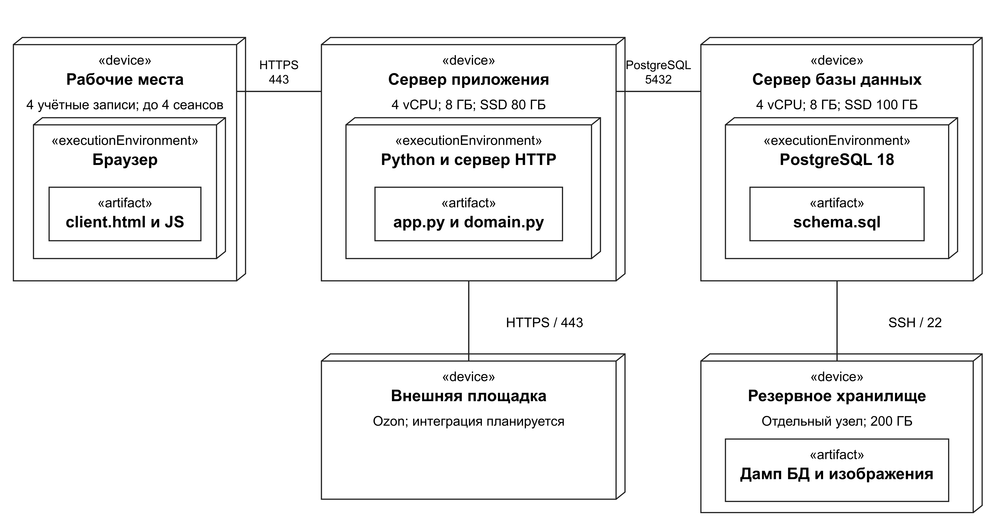 «device»
Рабочие места
4 учётные записи; до 4 сеансов
«executionEnvironment»
Браузер
«artifact»
client.html и JS
HTTPS
443
«device»
Сервер приложения
4 vCPU; 8 ГБ; SSD 80 ГБ
«executionEnvironment»
Python и сервер HTTP
«artifact»
app.py и domain.py
PostgreSQL
5432
«device»
Сервер базы данных
4 vCPU; 8 ГБ; SSD 100 ГБ
«executionEnvironment»
PostgreSQL 18
«artifact»
schema.sql
HTTPS / 443
SSH / 22
«device»
Внешняя площадка
Ozon; интеграция планируется
«device»
Резервное хранилище
Отдельный узел; 200 ГБ
«artifact»
Дамп БД и изображения